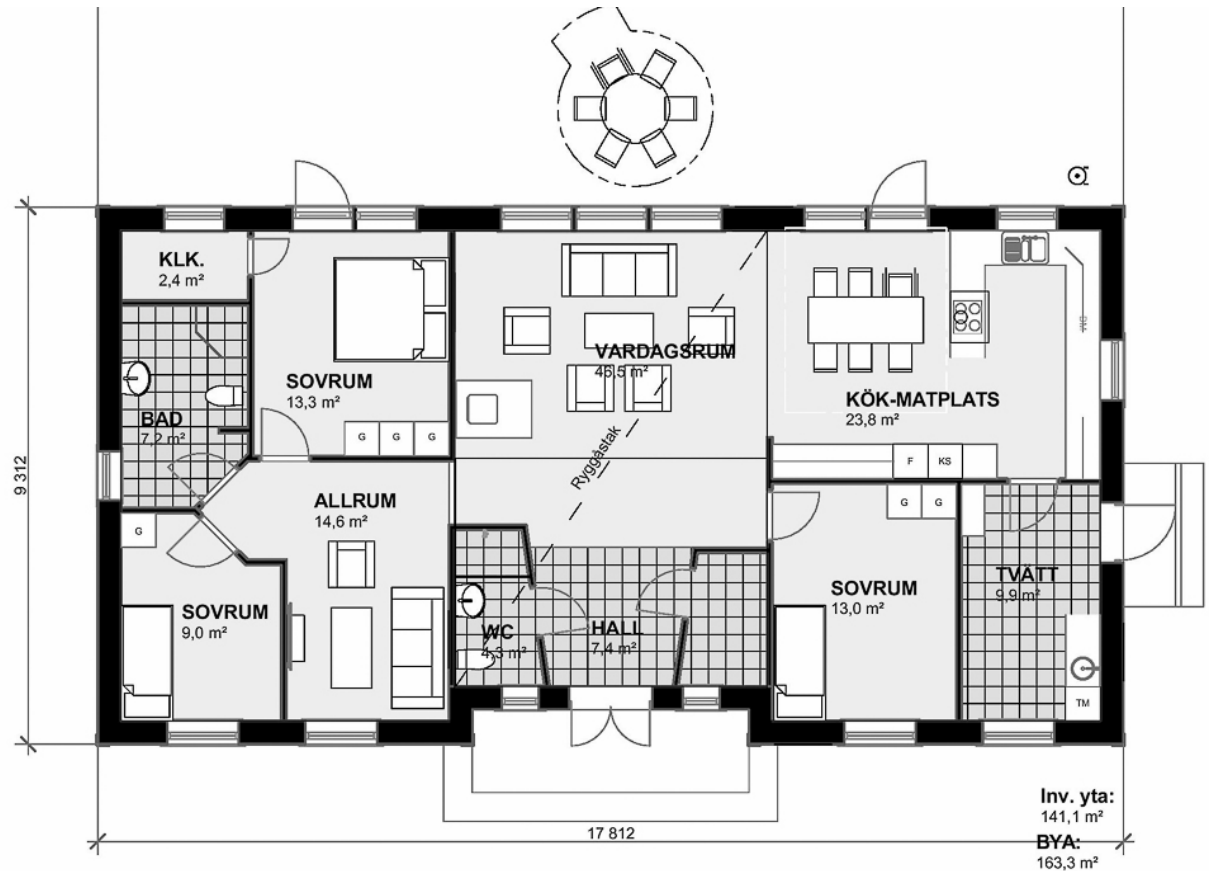 KLK.
2,4 m²
SOVRUM
13,3 m²
G G G
BAD
7,2 m²
VARDAGSRUM
46,5 m²
Ryggåstak
KÖK-MATPLATS
23,8 m²
DM
F KS
9 312
ALLRUM
14,6 m²
G
SOVRUM
9,0 m²
WC
4,3 m²
HALL
7,4 m²
G G
SOVRUM
13,0 m²
TVÄTT
9,9 m²
TM
17 812
Inv. yta:
141,1 m²
BYA:
163,3 m²